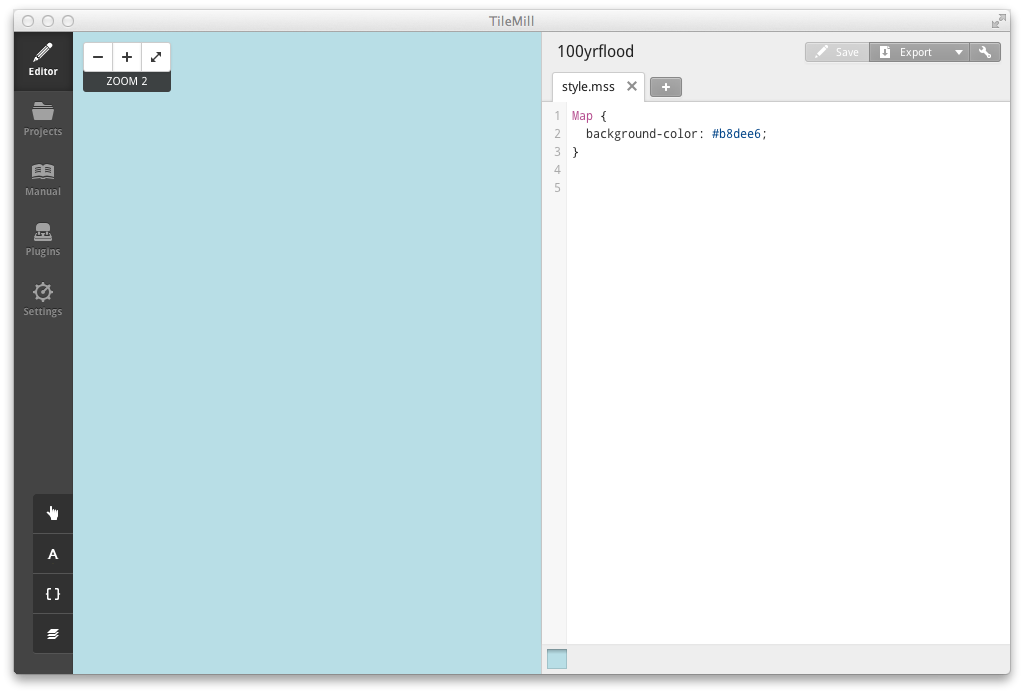 TileMill
Editor
Projects
Manual
Plugins
Settings
A
{ }
− + 
ZOOM 2
100yrflood
Save Export
style.mss × +
1 Map {
2 background-color: #b8dee6;
3 }
4
5